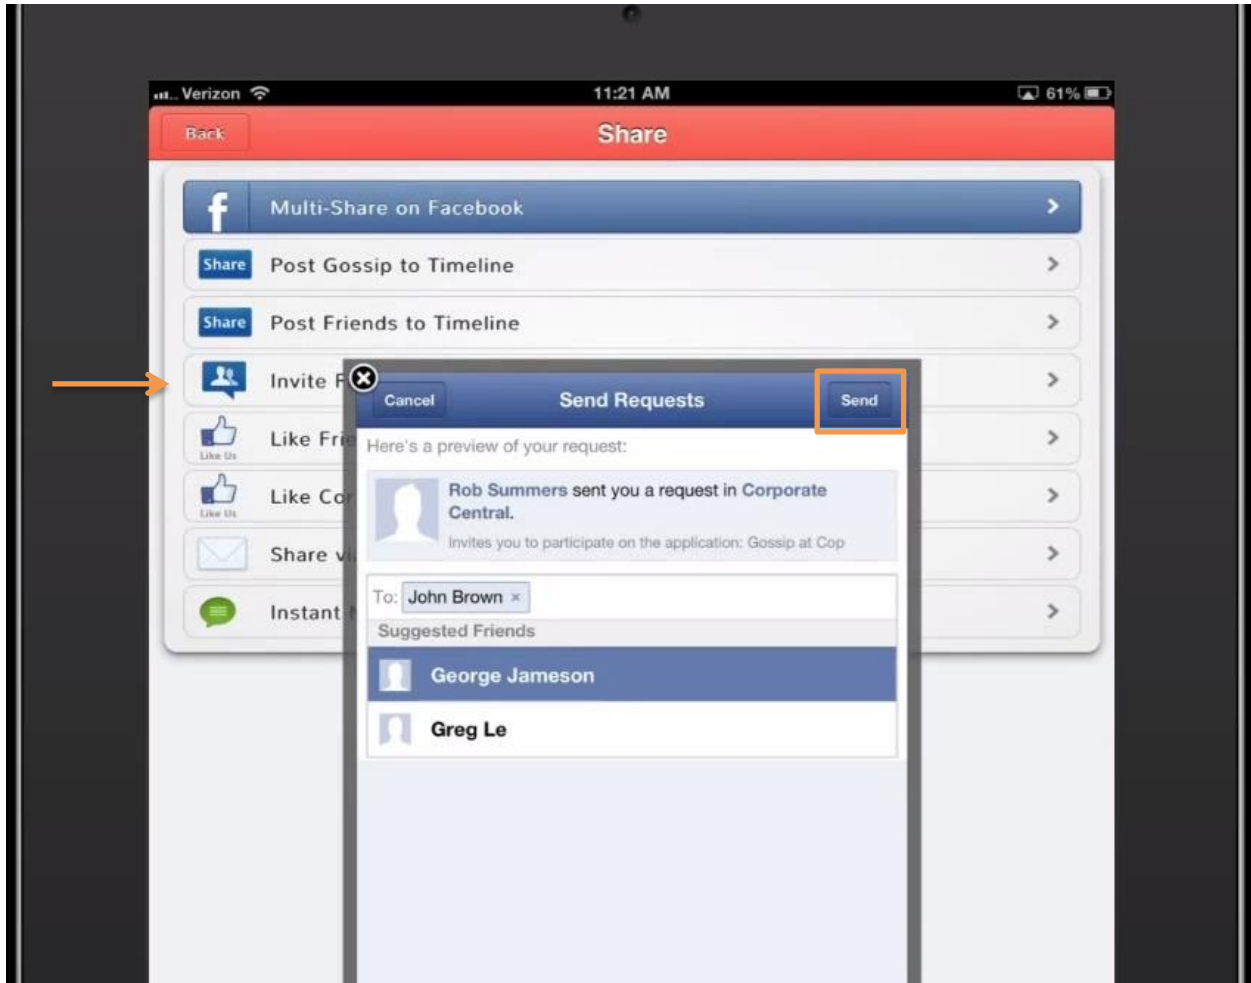 Verizon
11:21 AM
61%
Back
Share
Multi-Share on Facebook
Share
Post Gossip to Timeline
Share
Post Friends to Timeline
Invite F
Cancel
Send Requests
Send
Like Us
Like Frie
Here's a preview of your request:
Like Us
Like Cor
Rob Summers sent you a request in Corporate
Central.
Invites you to participate on the application: Gossip at Cop
Share vi
To: John Brown ×
Instant
Suggested Friends
George Jameson
Greg Le